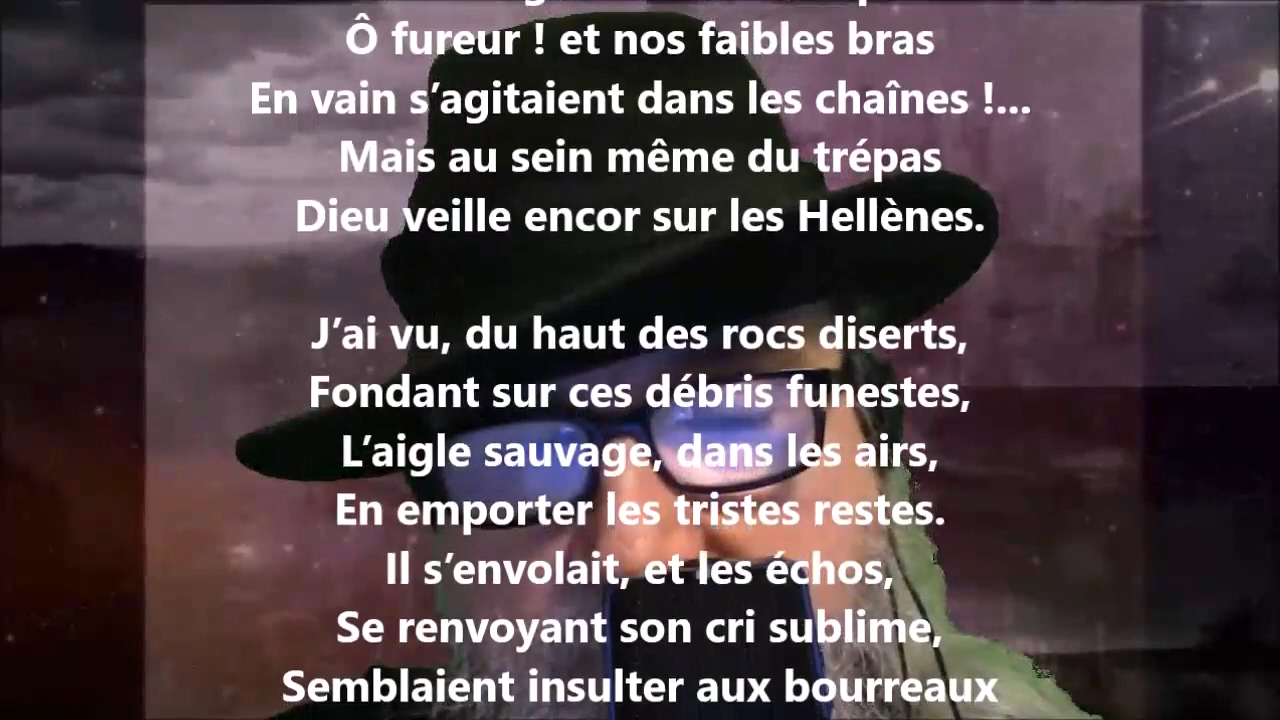 Ô fureur ! et nos faibles bras
En vain s’agitaient dans les chaînes !...
Mais au sein même du trépas
Dieu veille encor sur les Hellènes.
J’ai vu, du haut des rocs diserts,
Fondant sur ces débris funestes,
L’aigle sauvage, dans les airs,
En emporter les tristes restes.
Il s’envolait, et les échos,
Se renvoyant son cri sublime,
Semblaient insulter aux bourreaux